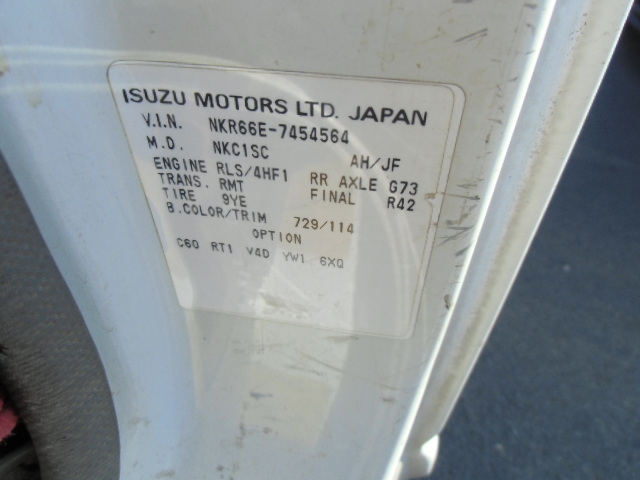 ISUZU MOTORS LTD. JAPAN
V.I.N. NKR66E-7454564
M.D. NKC1SC AH/JF
ENGINE RLS/4HF1 RR AXLE G73
TRANS. RMT FINAL R42
TIRE 9YE
B.COLOR/TRIM 729/114
OPTION
C60 RT1 V4D YW1 6XQ